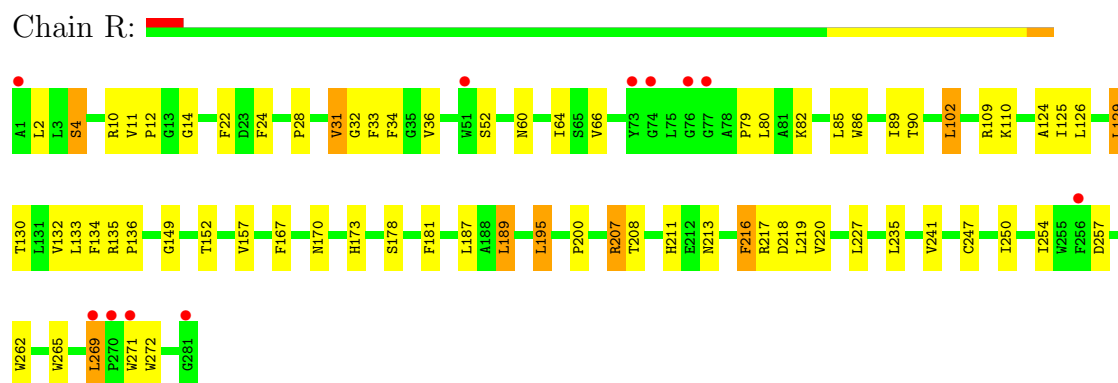 Chain R:
A1 L2 L3 S4 R10 V11 P12 G13 G14 F22 D23 F24 P28 V31 G32 F33 F34 G35 V36 W51 S52 N60 I64 S65 V66 Y73 G74 L75 G76 G77 A78 P79 L80 A81 K82 L85 W86 I89 T90 L102 R109 K110 A124 I125 L126 L129
T130 L131 V132 L133 F134 R135 P136 G149 T152 V157 F167 N170 H173 S178 F181 L187 A188 L189 L195 P200 R207 T208 H211 E212 N213 F216 R217 D218 L219 V220 L227 L235 V241 C247 I250 I254 W255 F256 D257
W262 W265 L269 P270 W271 W272 G281